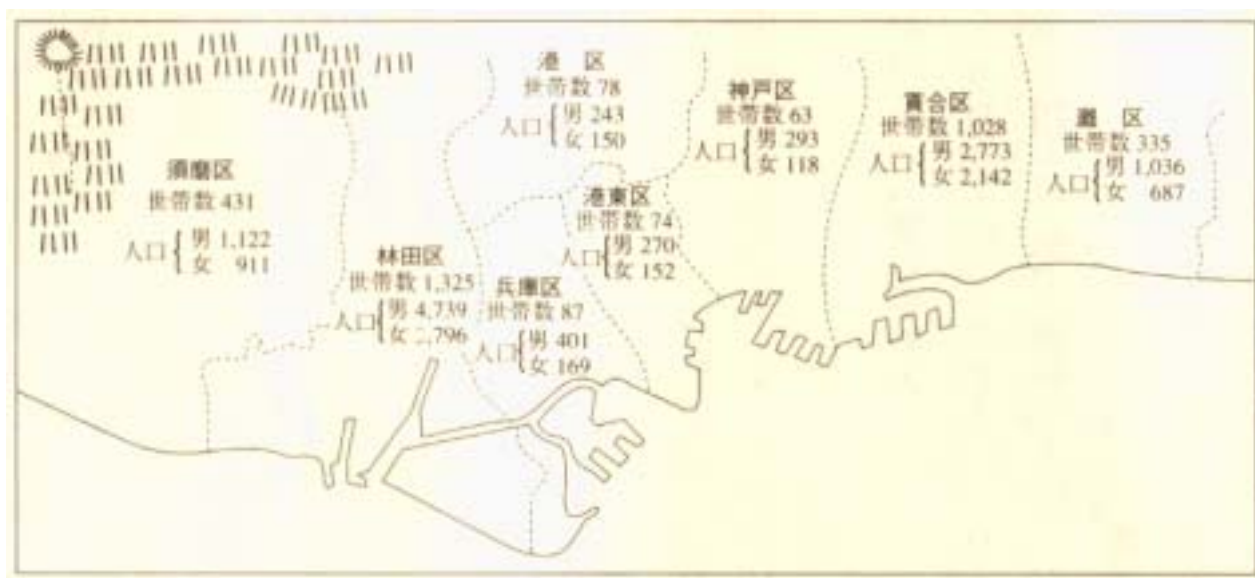 港 区
世帯数 78
人口 男 243
女 150
神戸区
世帯数 63
人口 男 293
女 118
葺合区
世帯数 1,028
人口 男 2,773
女 2,142
灘 区
世帯数 335
人口 男 1,036
女 687
須磨区
世帯数 431
人口 男 1,122
女 911
港東区
世帯数 74
人口 男 270
女 152
林田区
世帯数 1,325
人口 男 4,739
女
兵庫区
世帯数 87
人口 男 401
女 169